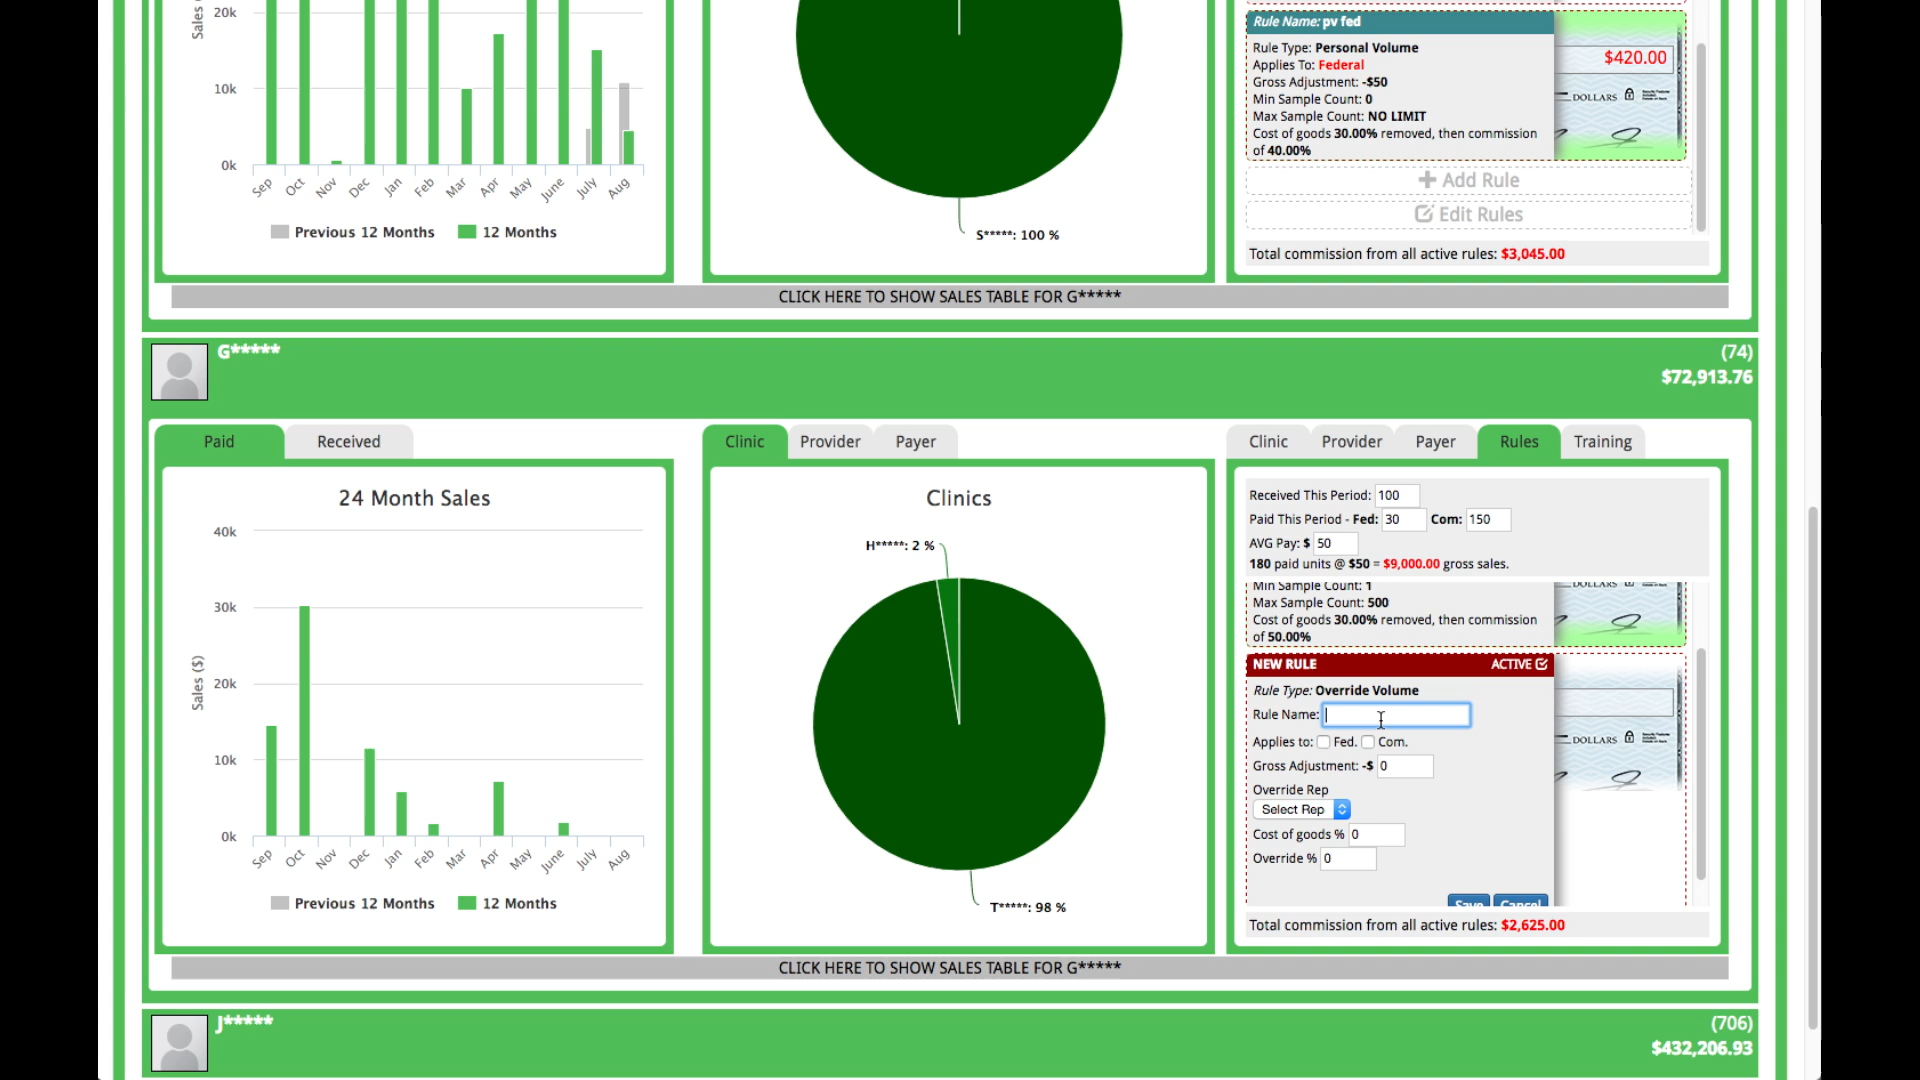 20k
Sales
10k
0k
Sep
Oct
Nov
Dec
Jan
Feb
Mar
Apr
May
June
July
Aug
Previous 12 Months
12 Months
S*****: 100 %
Rule Name: pv fed
Rule Type: Personal Volume
Applies To: Federal
Gross Adjustment: -$50
Min Sample Count: 0
Max Sample Count: NO LIMIT
Cost of goods 30.00% removed, then commission
of 40.00%
$420.00
DOLLARS
Add Rule
Edit Rules
Total commission from all active rules: $3,045.00
CLICK HERE TO SHOW SALES TABLE FOR G*****
G*****
(74)
$72,913.76
Paid
Received
Clinic
Provider
Payer
Clinic
Provider
Payer
Rules
Training
24 Month Sales
40k
30k
Sales ($)
20k
10k
0k
Sep
Oct
Nov
Dec
Jan
Feb
Mar
Apr
May
June
July
Aug
Previous 12 Months
12 Months
Clinics
H*****: 2 %
T*****: 98 %
Received This Period: 100
Paid This Period - Fed: 30 Com: 150
AVG Pay: $ 50
180 paid units @ $50 = $9,000.00 gross sales.
Min Sample Count: 1
Max Sample Count: 500
Cost of goods 30.00% removed, then commission
of 50.00%
DOLLARS
NEW RULE
ACTIVE
Rule Type: Override Volume
Rule Name:
Applies to: Fed. Com.
Gross Adjustment: -$ 0
Override Rep
Select Rep
Cost of goods % 0
Override % 0
Save
Cancel
DOLLARS
Total commission from all active rules: $2,625.00
CLICK HERE TO SHOW SALES TABLE FOR G*****
J*****
(706)
$432,206.93